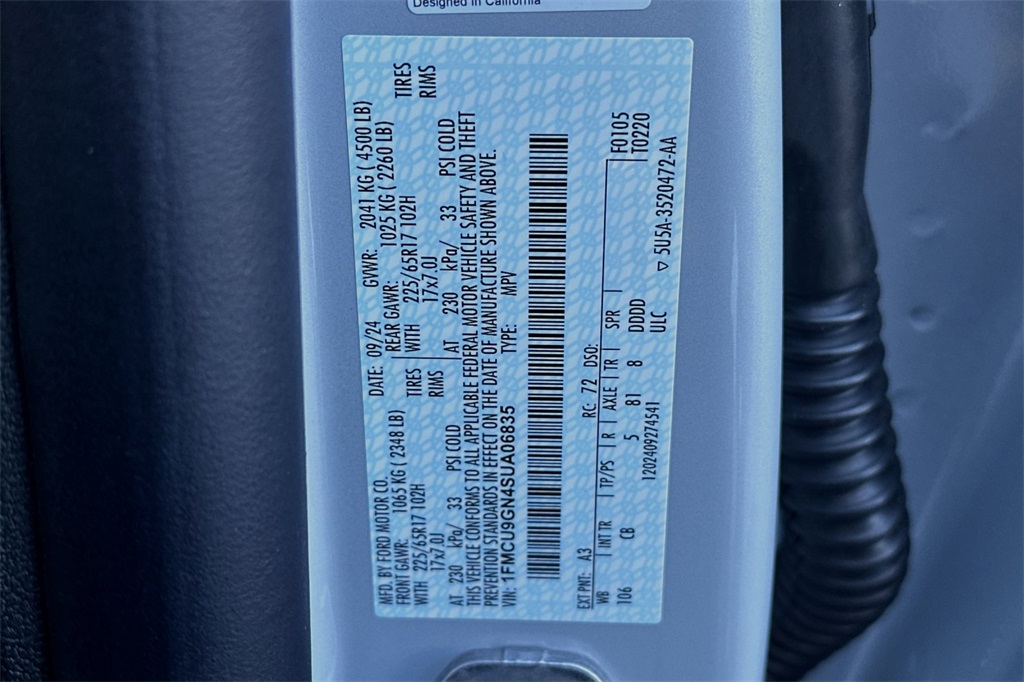 Designed in California
MFD. BY FORD MOTOR CO. DATE: 09/24 GVWR: 2041 KG ( 4500 LB)
FRONT GAWR: 1065 KG (2348 LB) REAR GAWR: 1025 KG ( 2260 LB)
WITH 225/65R17 102H TIRES WITH 225/65R17 102H TIRES
17x7.0J RIMS 17x7.0J RIMS
AT 230 kPa/ 33 PSI COLD AT 230 kPa/ 33 PSI COLD
THIS VEHICLE CONFORMS TO ALL APPLICABLE FEDERAL MOTOR VEHICLE SAFETY AND THEFT
PREVENTION STANDARDS IN EFFECT ON THE DATE OF MANUFACTURE SHOWN ABOVE.
VIN: 1FMCU9GN4SUA06835 TYPE: MPV
EXT PNT: A3 RC: 72 DSO: F0105
WB INT TR TP/PS R AXLE TR SPR T0220
106 CB 5 81 8 DDDD
1202409274541 ULC ▽ 5U5A-3520472-AA